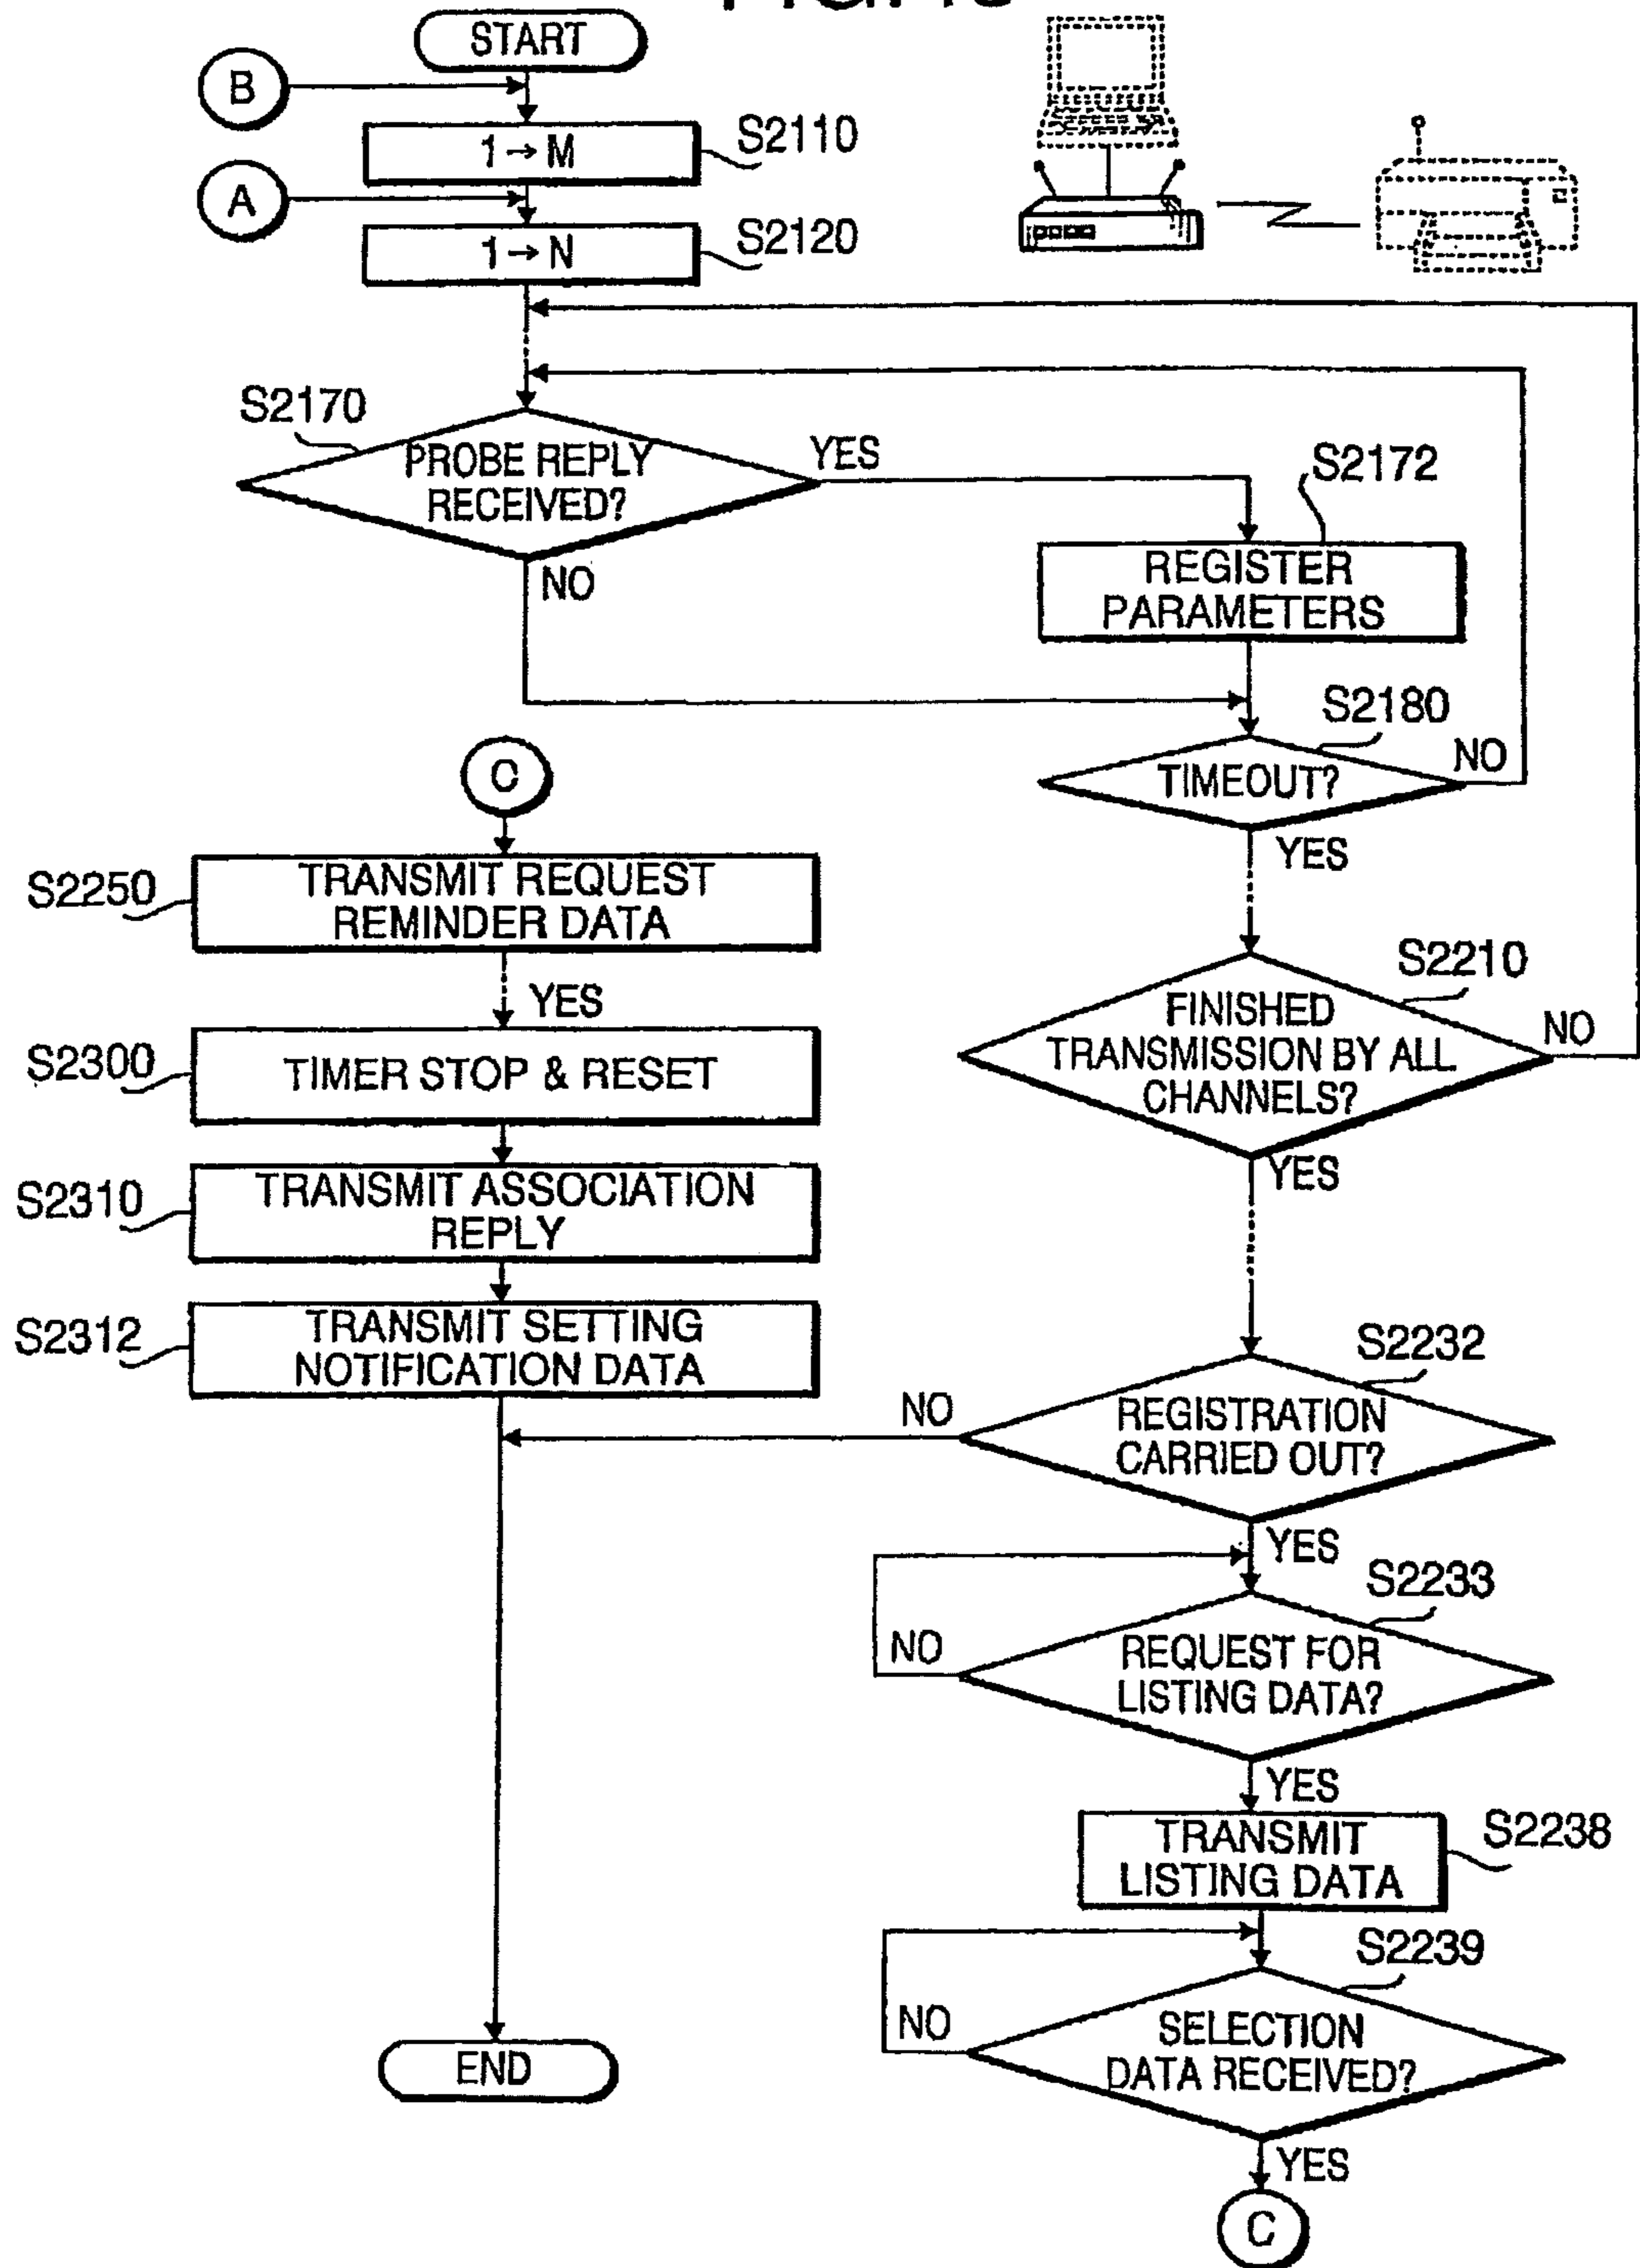 START
B
1→M
S2110
A
1→N
S2120
S2170
PROBE REPLY
RECEIVED?
YES
NO
S2172
REGISTER
PARAMETERS
S2180
TIMEOUT?
NO
YES
C
S2250
TRANSMIT REQUEST
REMINDER DATA
YES
S2300
TIMER STOP & RESET
S2310
TRANSMIT ASSOCIATION
REPLY
S2312
TRANSMIT SETTING
NOTIFICATION DATA
S2210
FINISHED
TRANSMISSION BY ALL
CHANNELS?
NO
YES
S2232
REGISTRATION
CARRIED OUT?
NO
YES
S2233
REQUEST FOR
LISTING DATA?
NO
YES
TRANSMIT
LISTING DATA
S2238
S2239
SELECTION
DATA RECEIVED?
NO
YES
C
END